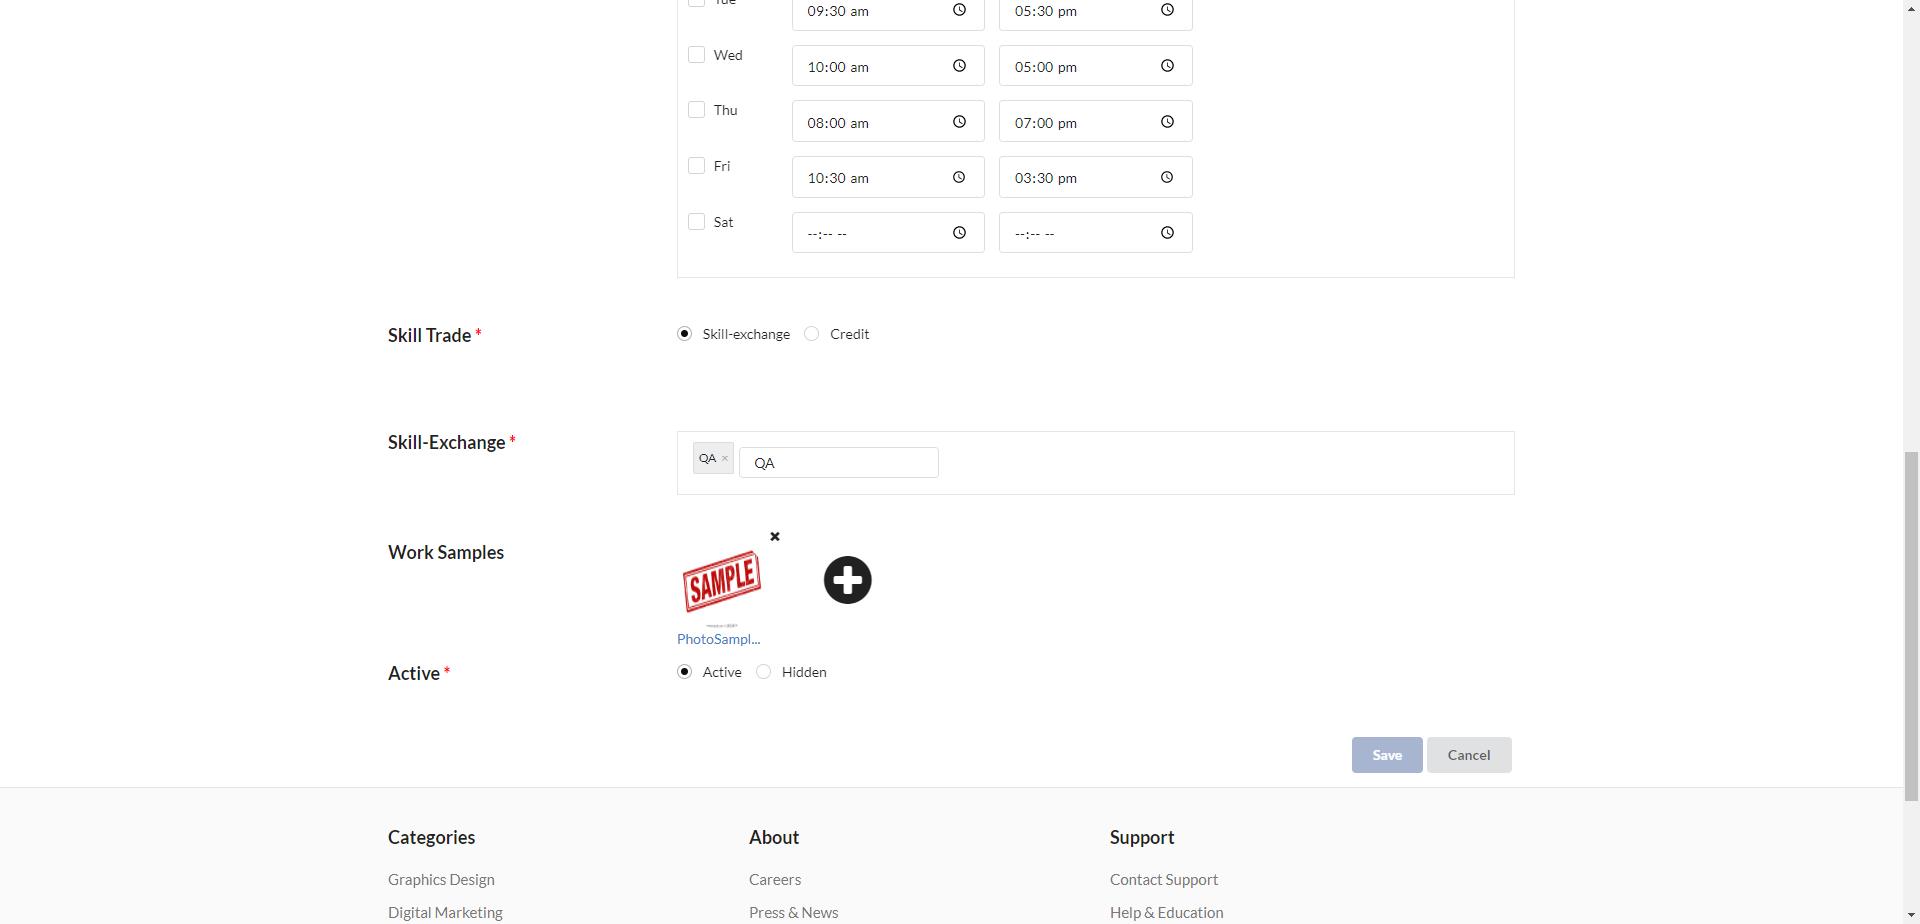 Tue 09:30 am 05:30 pm
Wed 10:00 am 05:00 pm
Thu 08:00 am 07:00 pm
Fri 10:30 am 03:30 pm
Sat --:-- -- --:-- --
Skill Trade * Skill-exchange Credit
Skill-Exchange * QA × QA
Work Samples
SAMPLE
PhotoSampl...
Active * Active Hidden
Save Cancel
Categories About Support
Graphics Design Careers Contact Support
Digital Marketing Press & News Help & Education